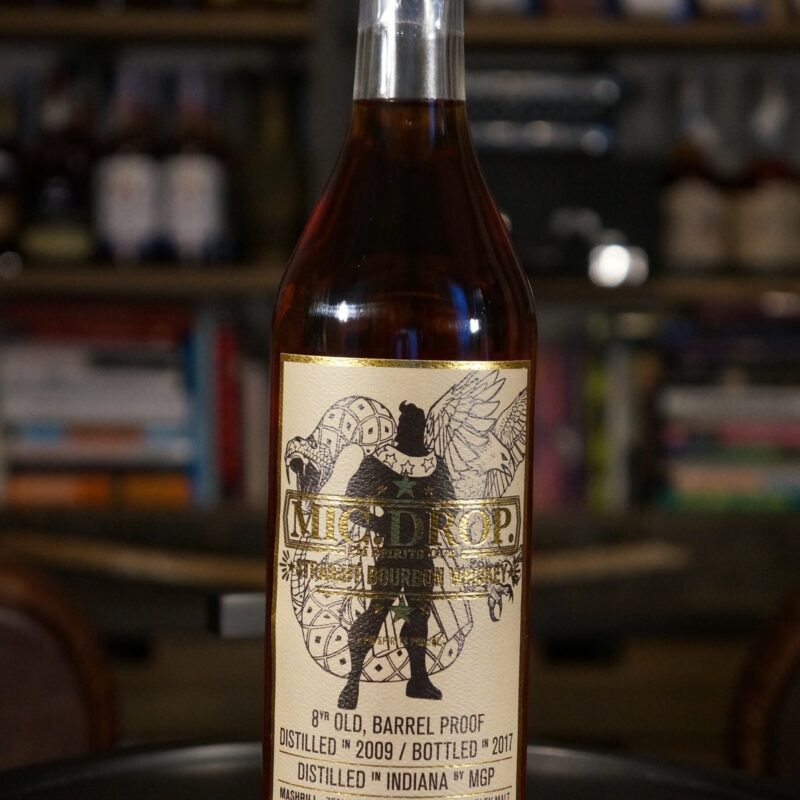 MIC.DROP.
STRAIGHT BOURBON WHISKEY
8YR OLD, BARREL PROOF
DISTILLED IN 2009 / BOTTLED IN 2017
DISTILLED IN INDIANA BY MGP
MASHBILL